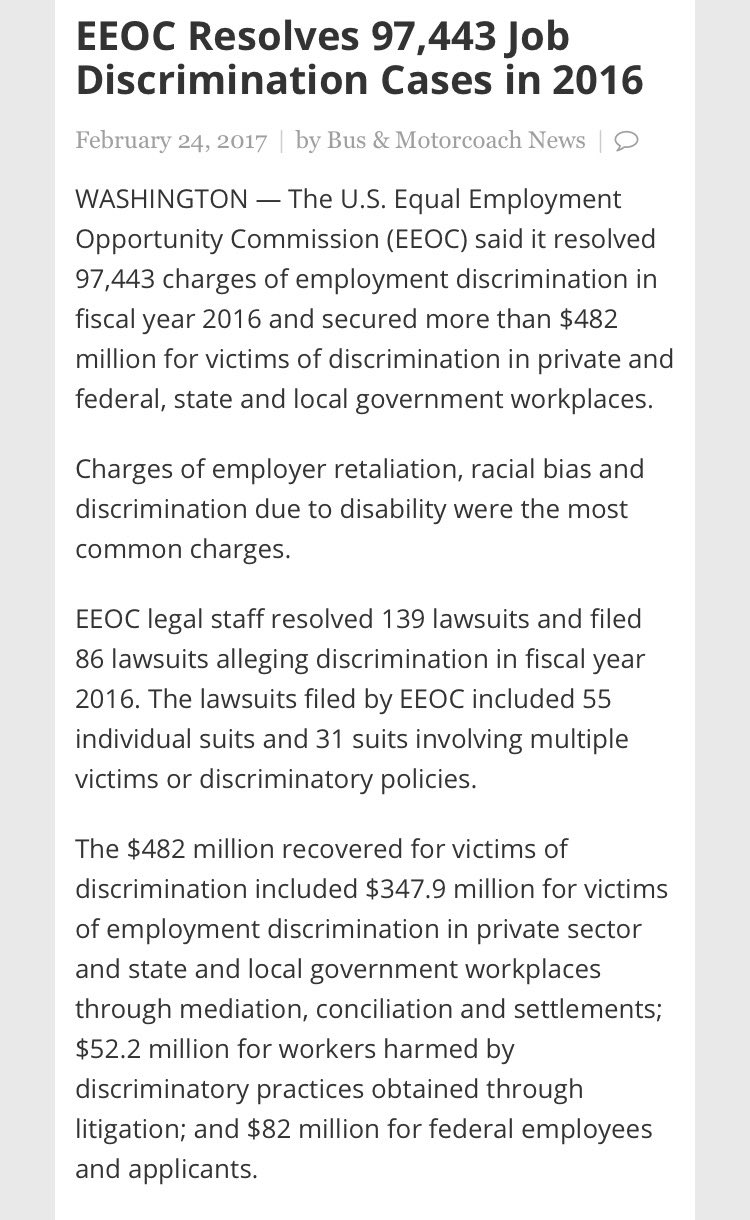 EEOC Resolves 97,443 Job
Discrimination Cases in 2016
February 24, 2017 | by Bus & Motorcoach News |
WASHINGTON — The U.S. Equal Employment
Opportunity Commission (EEOC) said it resolved
97,443 charges of employment discrimination in
fiscal year 2016 and secured more than $482
million for victims of discrimination in private and
federal, state and local government workplaces.
Charges of employer retaliation, racial bias and
discrimination due to disability were the most
common charges.
EEOC legal staff resolved 139 lawsuits and filed
86 lawsuits alleging discrimination in fiscal year
2016. The lawsuits filed by EEOC included 55
individual suits and 31 suits involving multiple
victims or discriminatory policies.
The $482 million recovered for victims of
discrimination included $347.9 million for victims
of employment discrimination in private sector
and state and local government workplaces
through mediation, conciliation and settlements;
$52.2 million for workers harmed by
discriminatory practices obtained through
litigation; and $82 million for federal employees
and applicants.